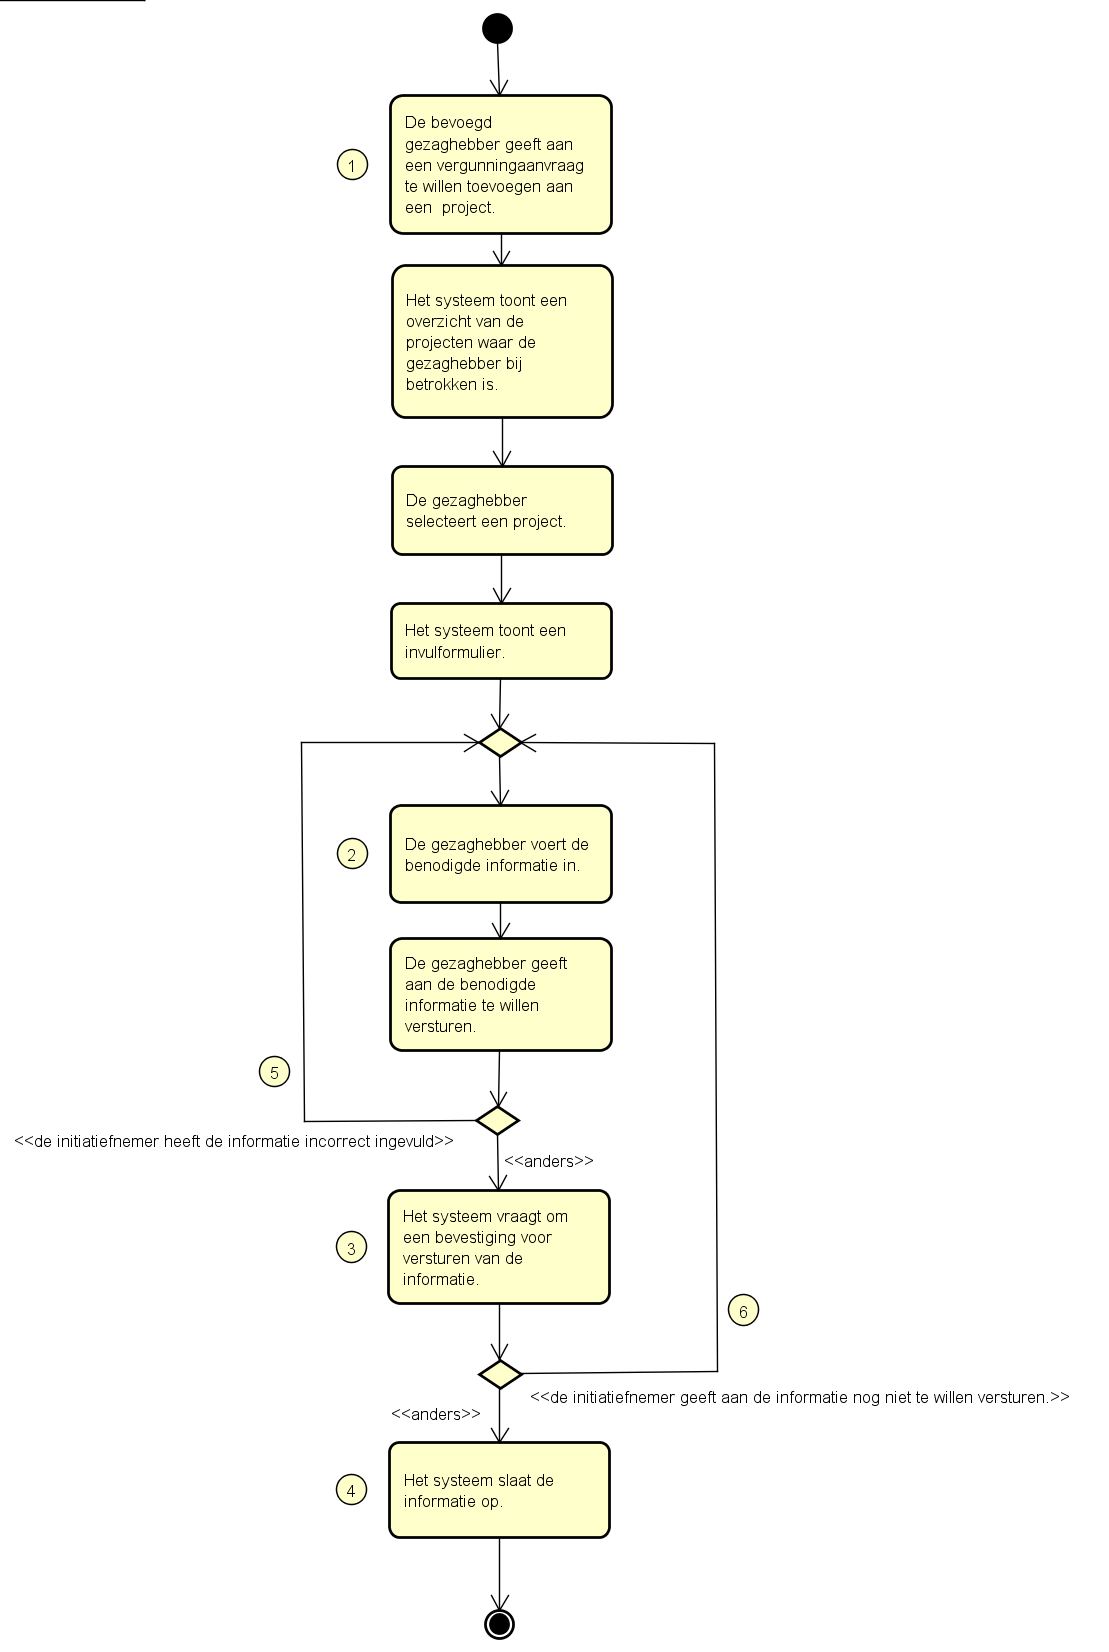 De bevoegd
gezaghebber geeft aan
een vergunningaanvraag
te willen toevoegen aan
een  project.
1
Het systeem toont een
overzicht van de
projecten waar de
gezaghebber bij
betrokken is.
De gezaghebber
selecteert een project.
Het systeem toont een
invulformulier.
De gezaghebber voert de
benodigde informatie in.
2
De gezaghebber geeft
aan de benodigde
informatie te willen
versturen.
5
<<de initiatiefnemer heeft de informatie incorrect ingevuld>>
<<anders>>
Het systeem vraagt om
een bevestiging voor
versturen van de
informatie.
3
6
<<de initiatiefnemer geeft aan de informatie nog niet te willen versturen.>>
<<anders>>
Het systeem slaat de
informatie op.
4